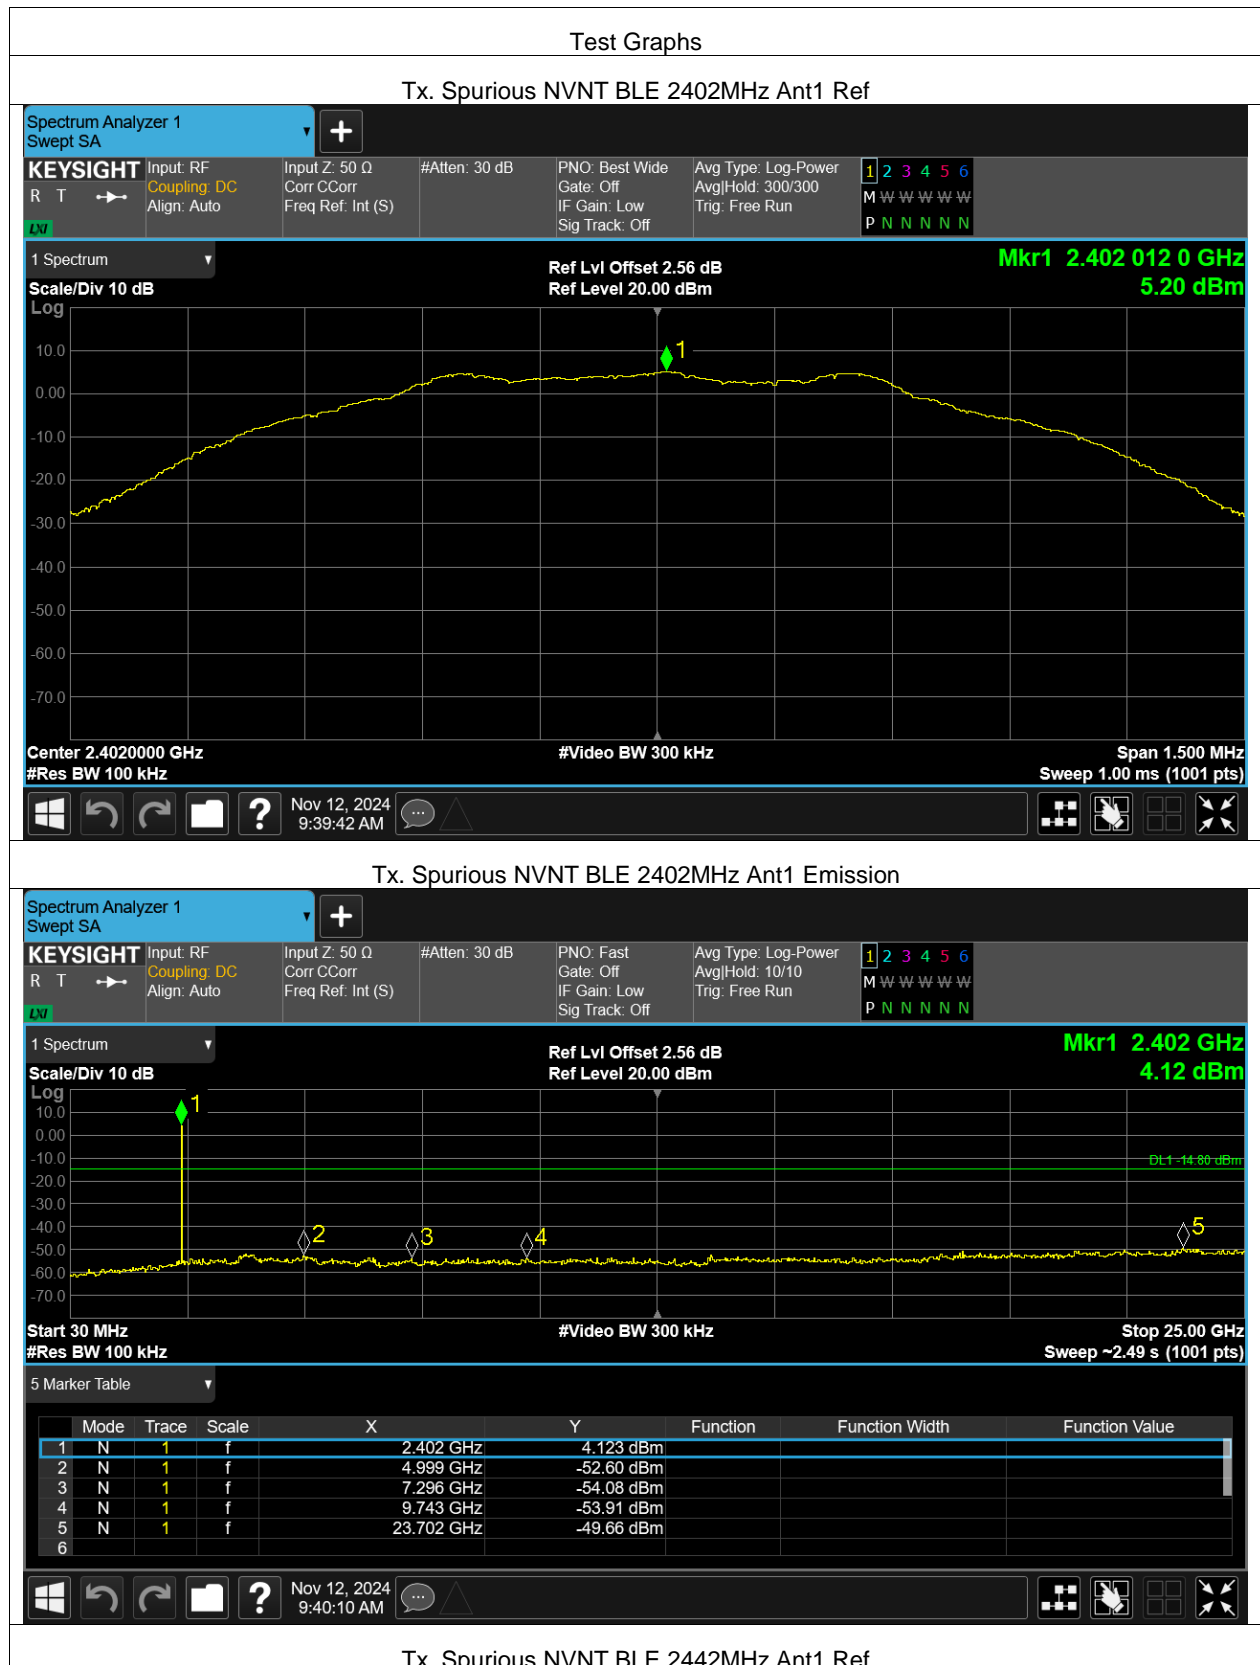 Test Graphs
Tx. Spurious NVNT BLE 2402MHz Ant1 Ref
Spectrum Analyzer 1
Swept SA
KEYSIGHT Input: RF Input Z: 50 Ω #Atten: 30 dB PNO: Best Wide Avg Type: Log-Power 1 2 3 4 5 6
R T Coupling: DC Corr CCorr Gate: Off Avg|Hold: 300/300 M W W W W W
Align: Auto Freq Ref: Int (S) IF Gain: Low Trig: Free Run
LXI Sig Track: Off P N N N N N
1 Spectrum Ref Lvl Offset 2.56 dB Mkr1 2.402 012 0 GHz
Scale/Div 10 dB Ref Level 20.00 dBm 5.20 dBm
Log
10.0 1
0.00
-10.0
-20.0
-30.0
-40.0
-50.0
-60.0
-70.0
Center 2.4020000 GHz #Video BW 300 kHz Span 1.500 MHz
#Res BW 100 kHz Sweep 1.00 ms (1001 pts)
? Nov 12, 2024
9:39:42 AM
Tx. Spurious NVNT BLE 2402MHz Ant1 Emission
Spectrum Analyzer 1
Swept SA
KEYSIGHT Input: RF Input Z: 50 Ω #Atten: 30 dB PNO: Fast Avg Type: Log-Power 1 2 3 4 5 6
R T Coupling: DC Corr CCorr Gate: Off Avg|Hold: 10/10 M W W W W W
Align: Auto Freq Ref: Int (S) IF Gain: Low Trig: Free Run
LXI Sig Track: Off P N N N N N
1 Spectrum Ref Lvl Offset 2.56 dB Mkr1 2.402 GHz
Scale/Div 10 dB Ref Level 20.00 dBm 4.12 dBm
Log
10.0 1
0.00
-10.0 DL1 -14.80 dBm
-20.0
-30.0
-40.0 2 3 4 5
-50.0
-60.0
-70.0
Start 30 MHz #Video BW 300 kHz Stop 25.00 GHz
#Res BW 100 kHz Sweep ~2.49 s (1001 pts)
5 Marker Table
Mode Trace Scale X Y Function Function Width Function Value
1 N 1 f 2.402 GHz 4.123 dBm
2 N 1 f 4.999 GHz -52.60 dBm
3 N 1 f 7.296 GHz -54.08 dBm
4 N 1 f 9.743 GHz -53.91 dBm
5 N 1 f 23.702 GHz -49.66 dBm
6
? Nov 12, 2024
9:40:10 AM
Tx. Spurious NVNT BLE 2442MHz Ant1 Ref